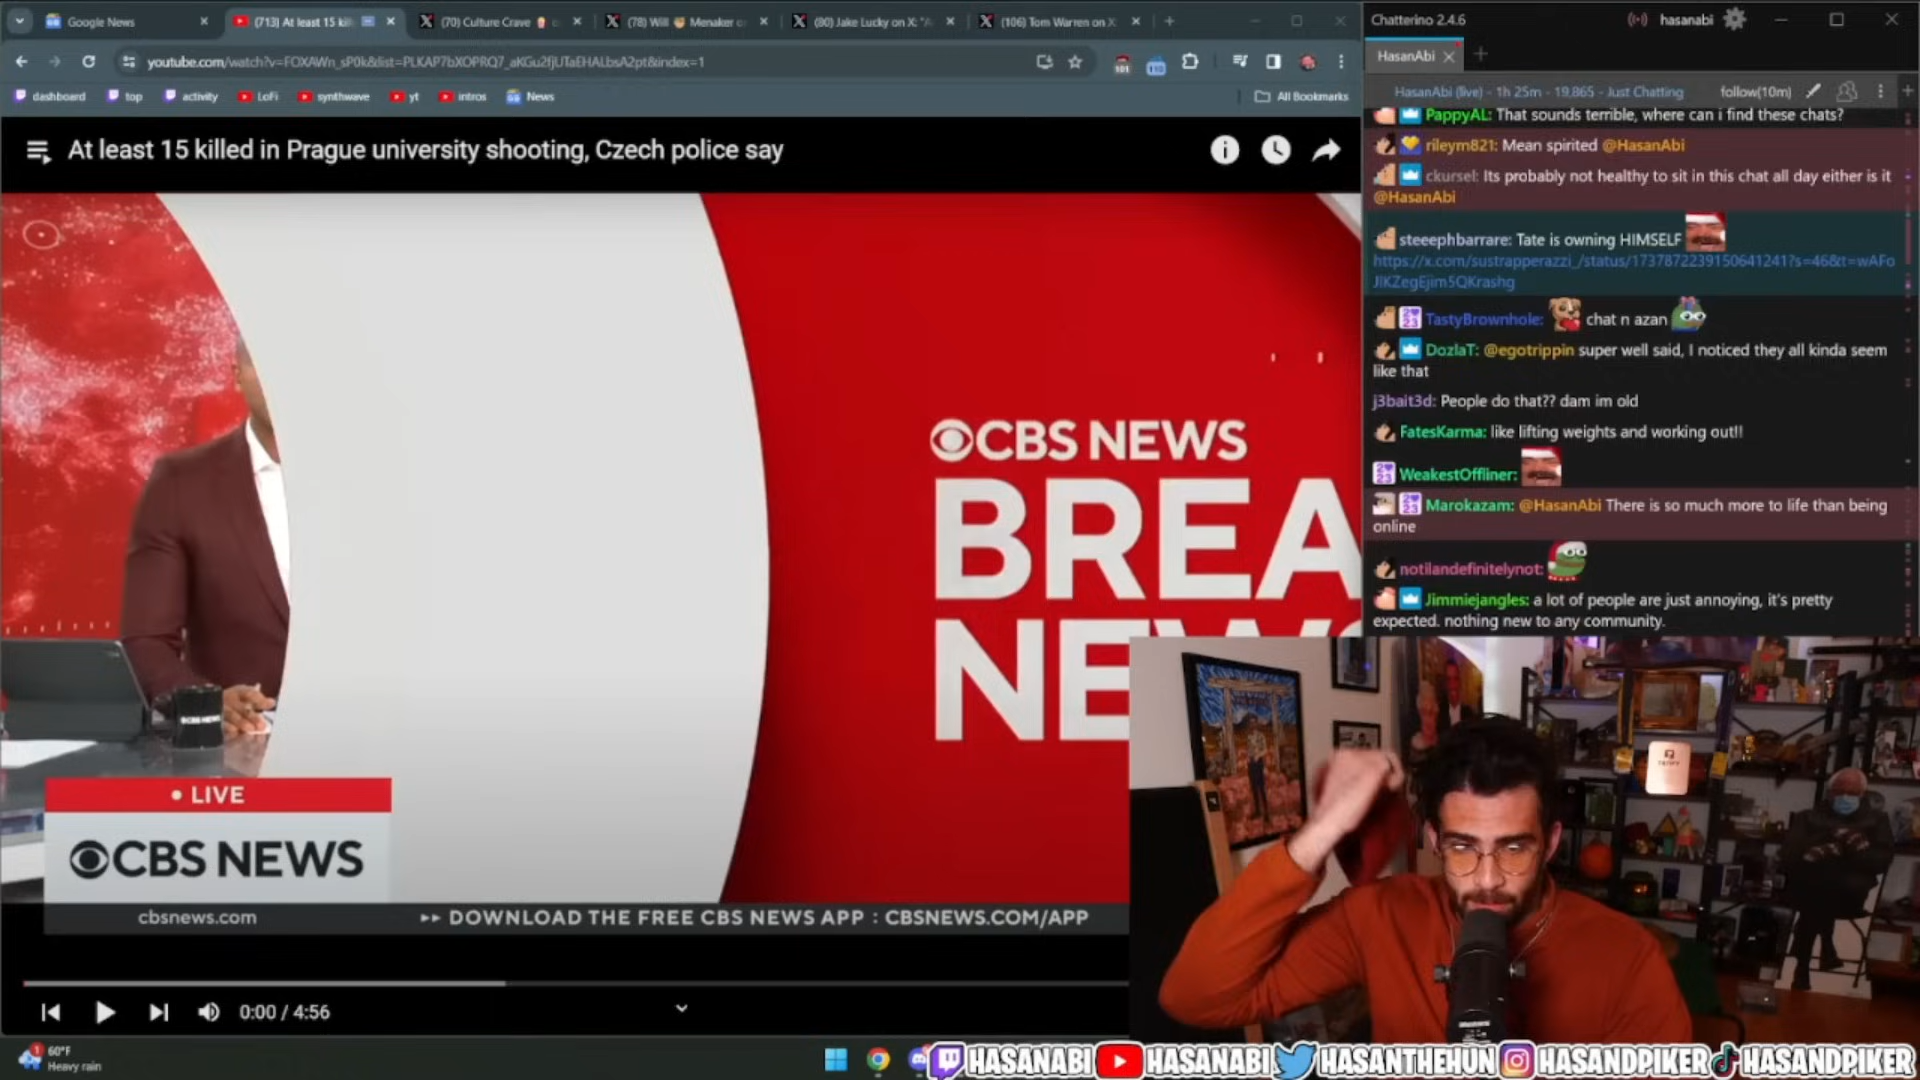 Google News
(713) At least 15 kill
(70) Culture Crave
(78) Will Menaker o
(80) Jake Lucky on X: "A
(106) Tom Warren on X
youtube.com/watch?v=FOXAWn_sP0k&list=PLKAP7bXOPRQ7_aKGu2fjUTaEHALbsA2pt&index=1
101
110
dashboard
top
activity
LoFi
synthwave
yt
intros
News
All Bookmarks
At least 15 killed in Prague university shooting, Czech police say
CBS NEWS
BREA
NEWS
CBS NEWS
• LIVE
CBS NEWS
cbsnews.com
DOWNLOAD THE FREE CBS NEWS APP : CBSNEWS.COM/APP
0:00 / 4:56
Chatterino 2.4.6
hasanabi
HasanAbi
HasanAbi (live) - 1h 25m - 19,865 - Just Chatting
follow(10m)
PappyAL: That sounds terrible, where can i find these chats?
rileym821: Mean spirited @HasanAbi
ckursel: Its probably not healthy to sit in this chat all day either is it
@HasanAbi
steeephbarrare: Tate is owning HIMSELF
https://x.com/sustrapperazzi_/status/1737872239150641241?s=46&t=wAFo
JlKZegEjim5QKrashg
TastyBrownhole: chat n azan
DozlaT: @egotrippin super well said, I noticed they all kinda seem
like that
j3bait3d: People do that?? dam im old
FatesKarma: like lifting weights and working out!!
WeakestOffliner:
Marokazam: @HasanAbi There is so much more to life than being
online
notilandefinitelynot:
Jimmiejangles: a lot of people are just annoying, it's pretty
expected. nothing new to any community.
1
60°F
Heavy rain
HASANABI
HASANABI
HASANTHEHUN
HASANDPIKER
HASANDPIKER